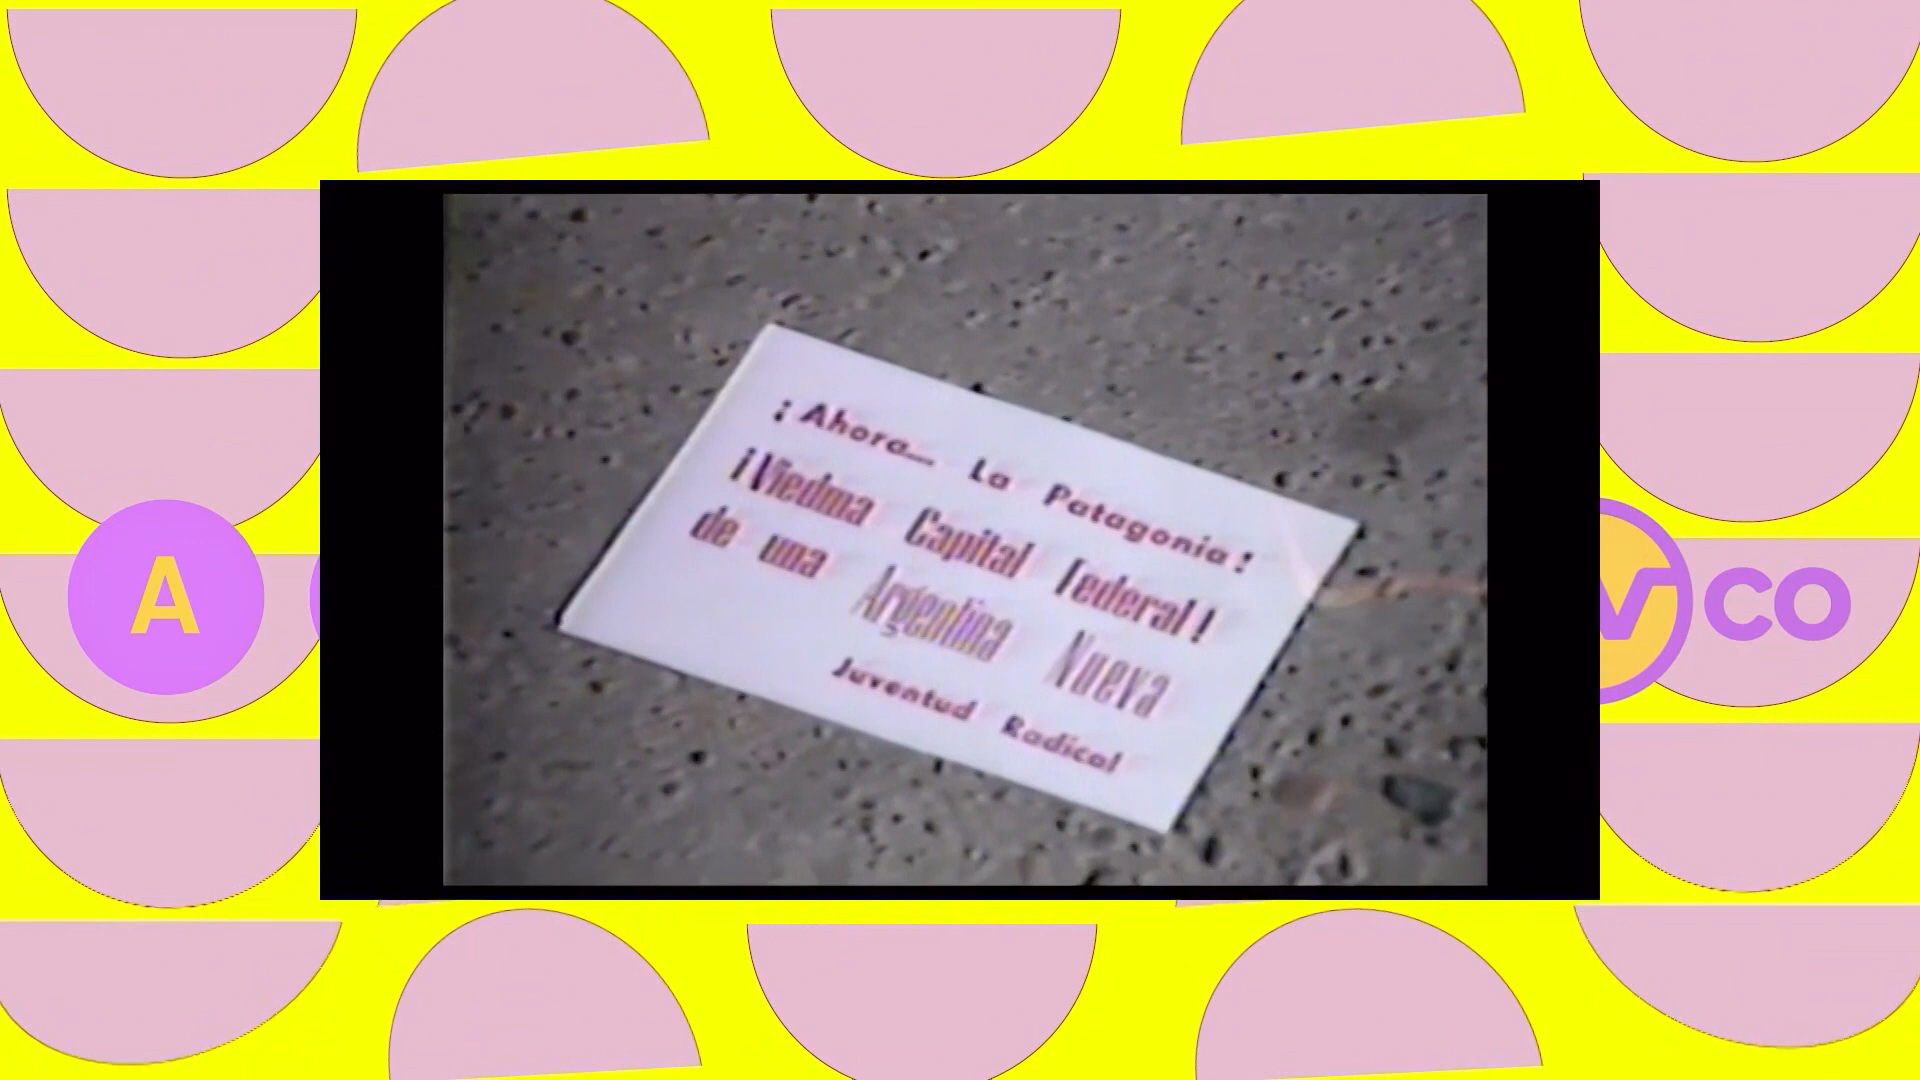 ¡Ahora... La Patagonia!
¡Viedma Capital Federal!
de una Argentina Nueva
Juventud Radical
A
CO